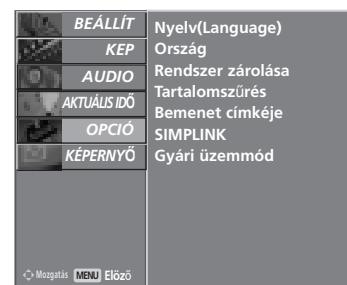 BEÁLLÍT
KEP
AUDIO
AKTUÁLIS IDŐ
OPCIÓ
KÉPERNYŐ
Nyelv(Language)
Ország
Rendszer zárolása
Tartalomszűrés
Bemenet címkéje
SIMPLINK
Gyári üzemmód
Mozgatás MENU Előző